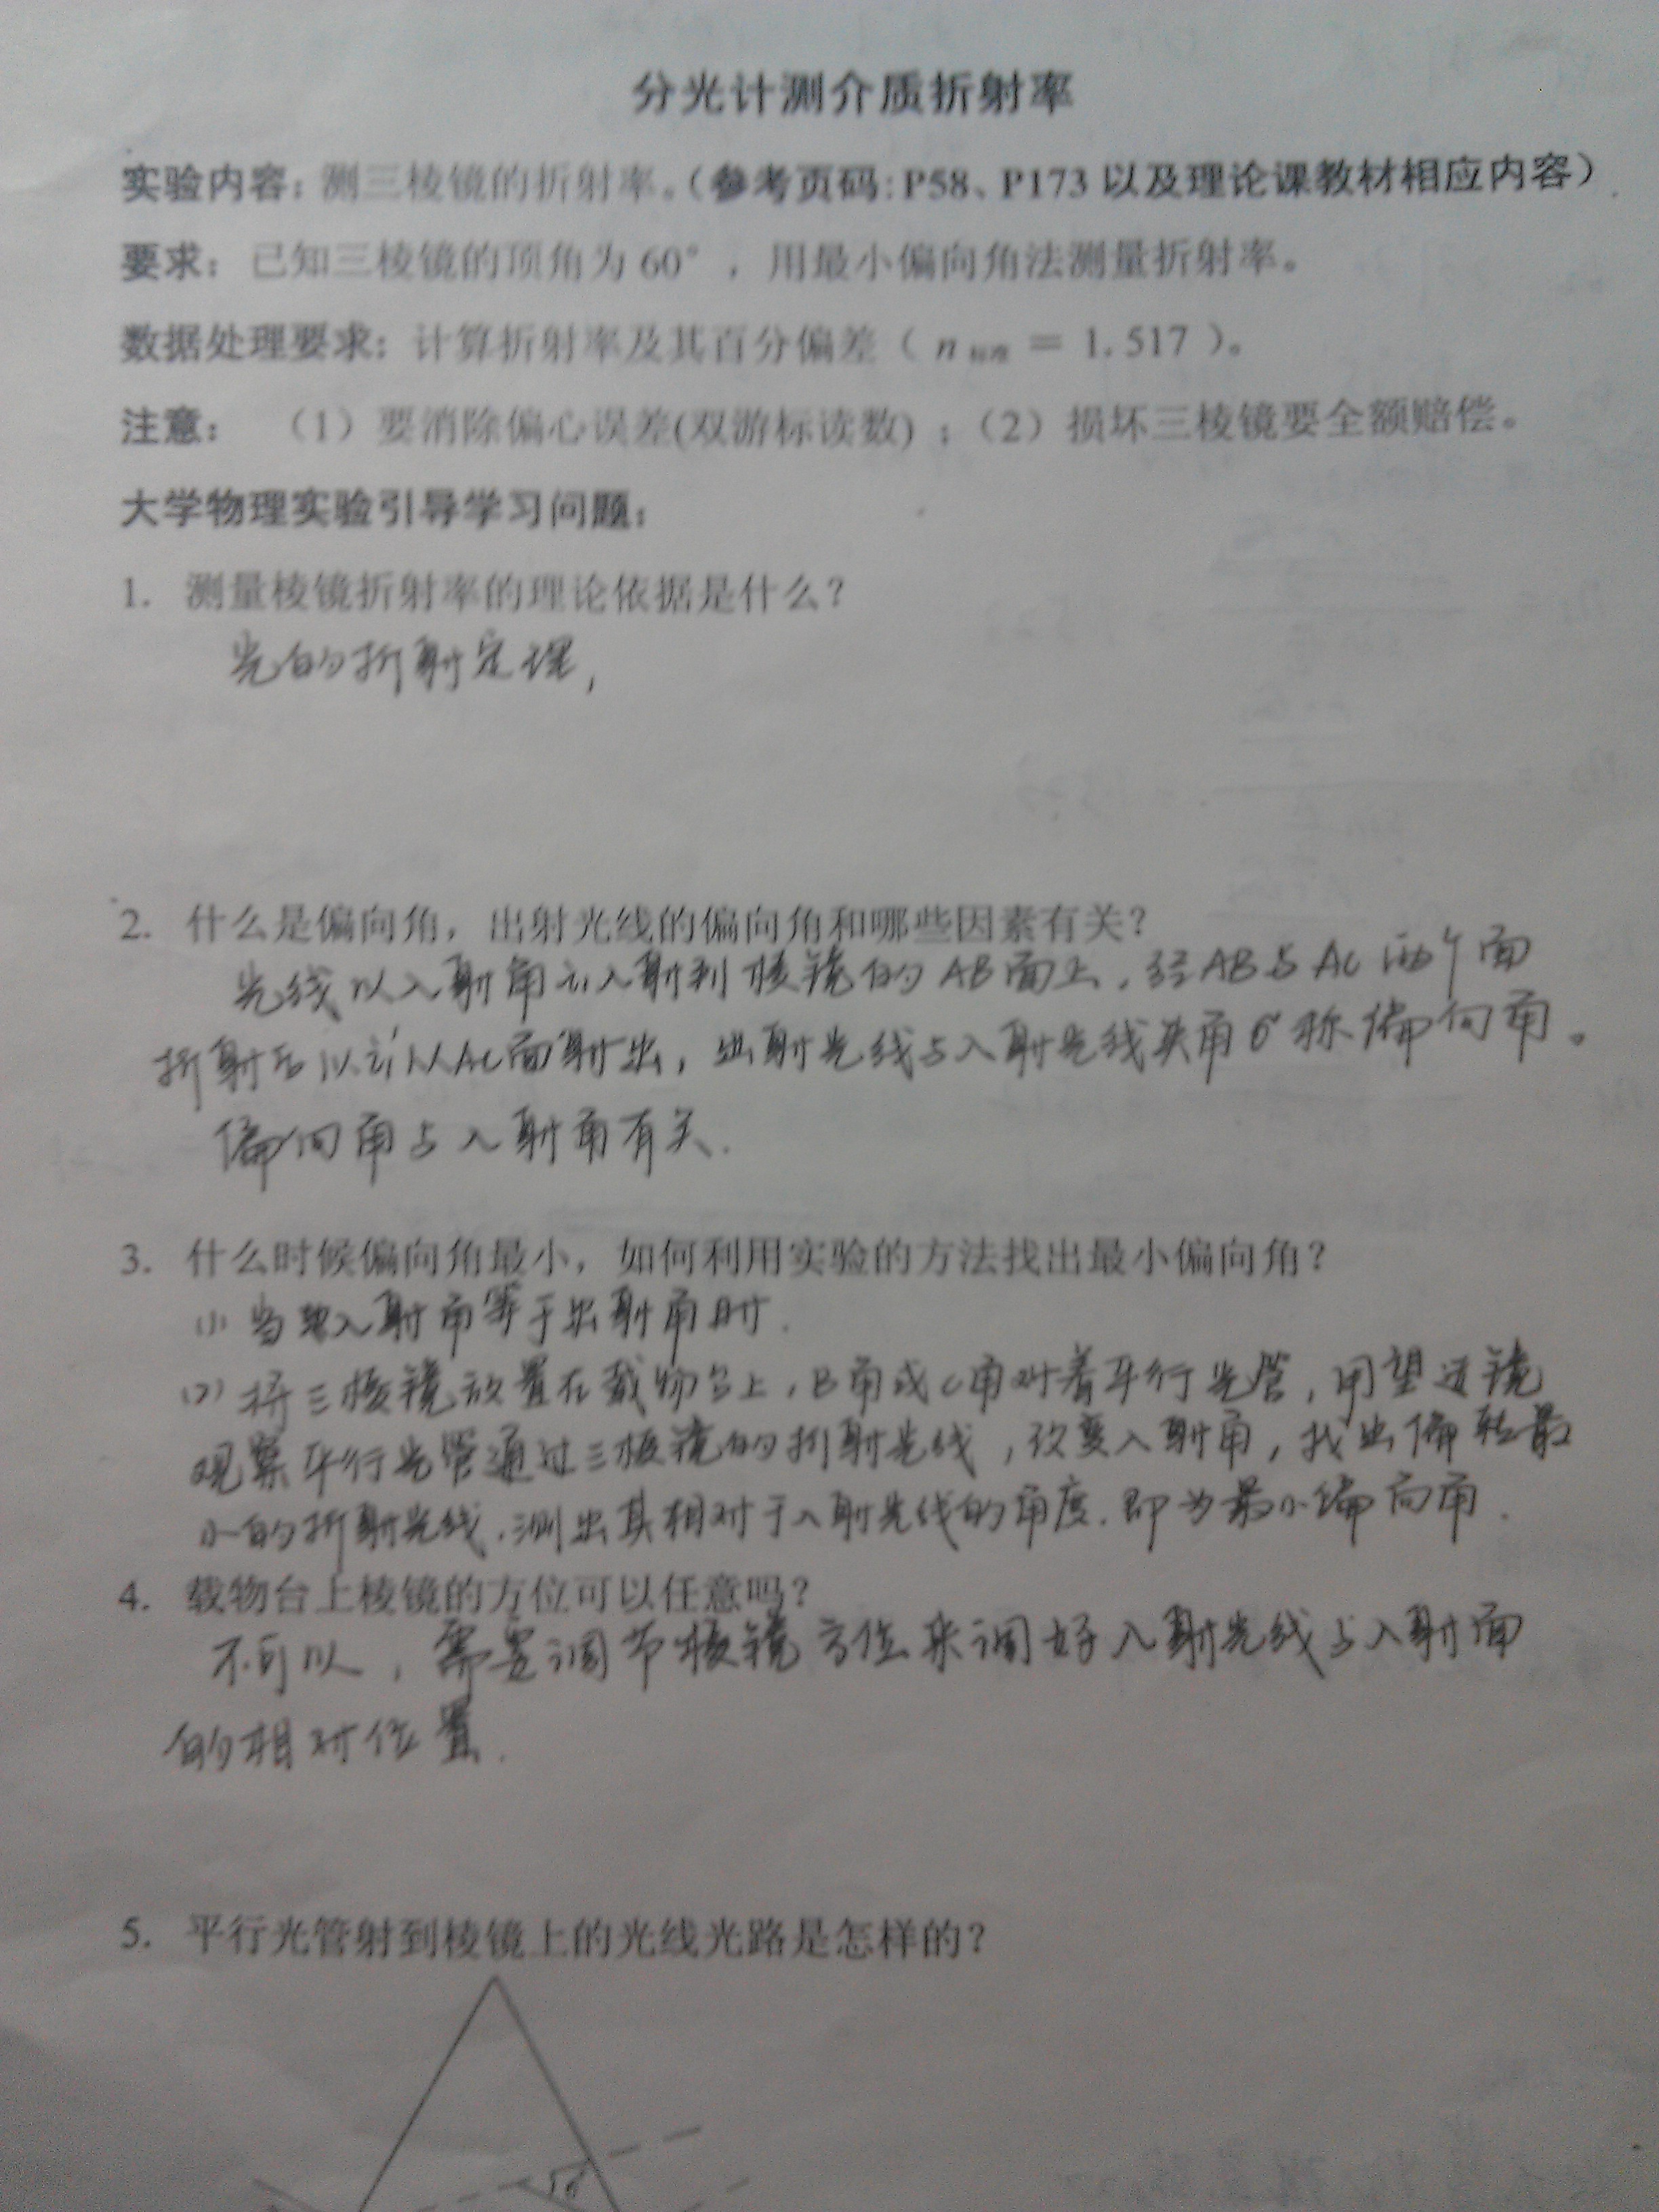 分光计测介质折射率
实验内容：测三棱镜的折射率。（参考页码：P58、P173 以及理论课教材相应内容）
要求：已知三棱镜的顶角为 60°，用最小偏向角法测量折射率。
数据处理要求：计算折射率及其百分偏差（ n 标准 = 1.517 ）。
注意： （1）要消除偏心误差(双游标读数)；（2）损坏三棱镜要全额赔偿。
大学物理实验引导学习问题：
1. 测量棱镜折射率的理论依据是什么？
光的折射定理，
2. 什么是偏向角，出射光线的偏向角和哪些因素有关？
光线以入射角i₁入射到棱镜的AB面上，经AB与AC两个面
折射后以i₁'从AC面射出，出射光线与入射光线夹角δ称偏向角。
偏向角与入射角有关.
3. 什么时候偏向角最小，如何利用实验的方法找出最小偏向角？
(1) 当入射角等于出射角时.
(2) 将三棱镜放置在载物台上，B角或C角对着平行光管，用望远镜
观察平行光管通过三棱镜的折射光线，改变入射角，找出偏转最
小的折射光线.测出其相对于入射光线的角度.即为最小偏向角.
4. 载物台上棱镜的方位可以任意吗？
不可以，需要调节棱镜方位来调好入射光线与入射面
的相对位置.
5. 平行光管射到棱镜上的光线光路是怎样的？
δ